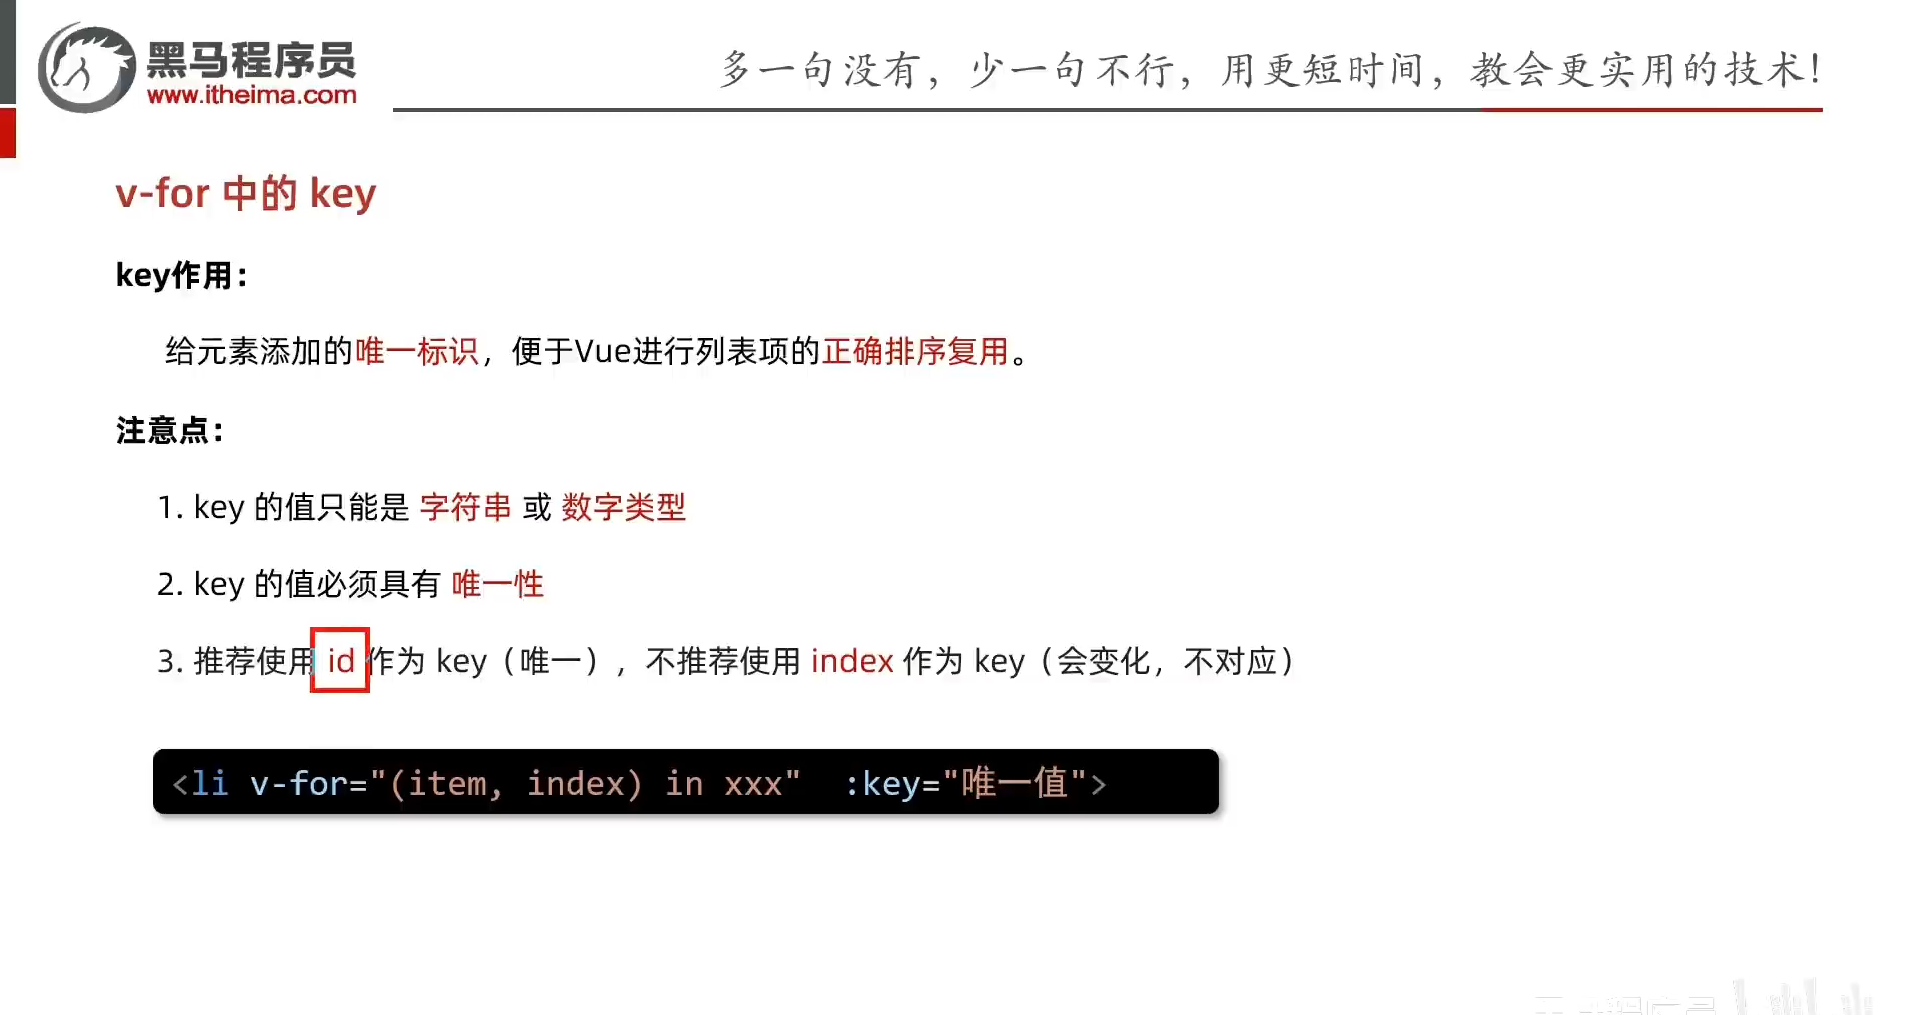 黑马程序员
www.itheima.com
多一句没有，少一句不行，用更短时间，教会更实用的技术！
v-for 中的 key
key作用：
给元素添加的唯一标识，便于Vue进行列表项的正确排序复用。
注意点：
1. key 的值只能是 字符串 或 数字类型
2. key 的值必须具有 唯一性
3. 推荐使用 id 作为 key（唯一），不推荐使用 index 作为 key（会变化，不对应）
<li v-for="(item, index) in xxx" :key="唯一值">